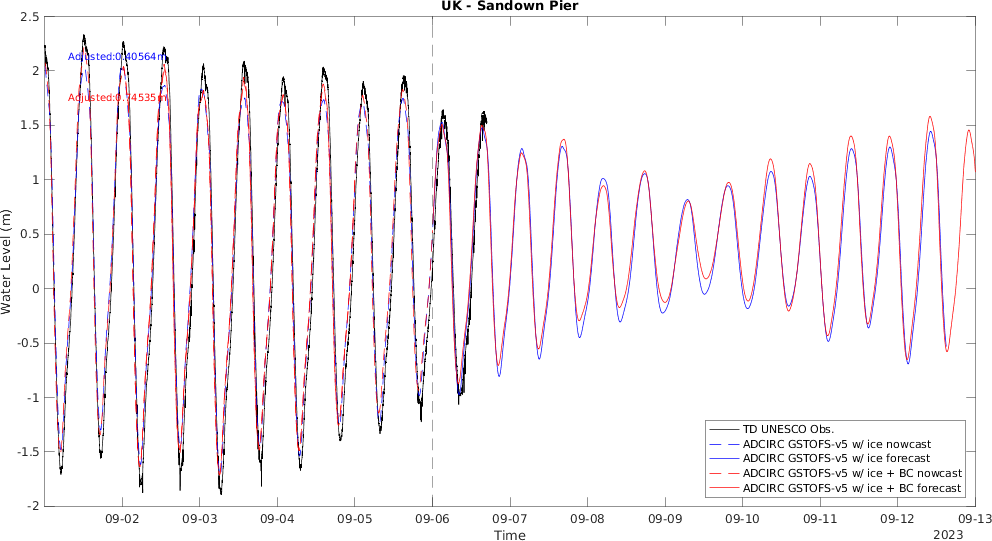 UK - Sandown Pier
2.5
2
1.5
1
0.5
0
-0.5
-1
-1.5
-2
Water Level (m)
Adjusted:0.40564m
Adjusted:0.74535m
TD UNESCO Obs.
ADCIRC GSTOFS-v5 w/ ice nowcast
ADCIRC GSTOFS-v5 w/ ice forecast
ADCIRC GSTOFS-v5 w/ ice + BC nowcast
ADCIRC GSTOFS-v5 w/ ice + BC forecast
09-02 09-03 09-04 09-05 09-06 09-07 09-08 09-09 09-10 09-11 09-12 09-13
Time
2023